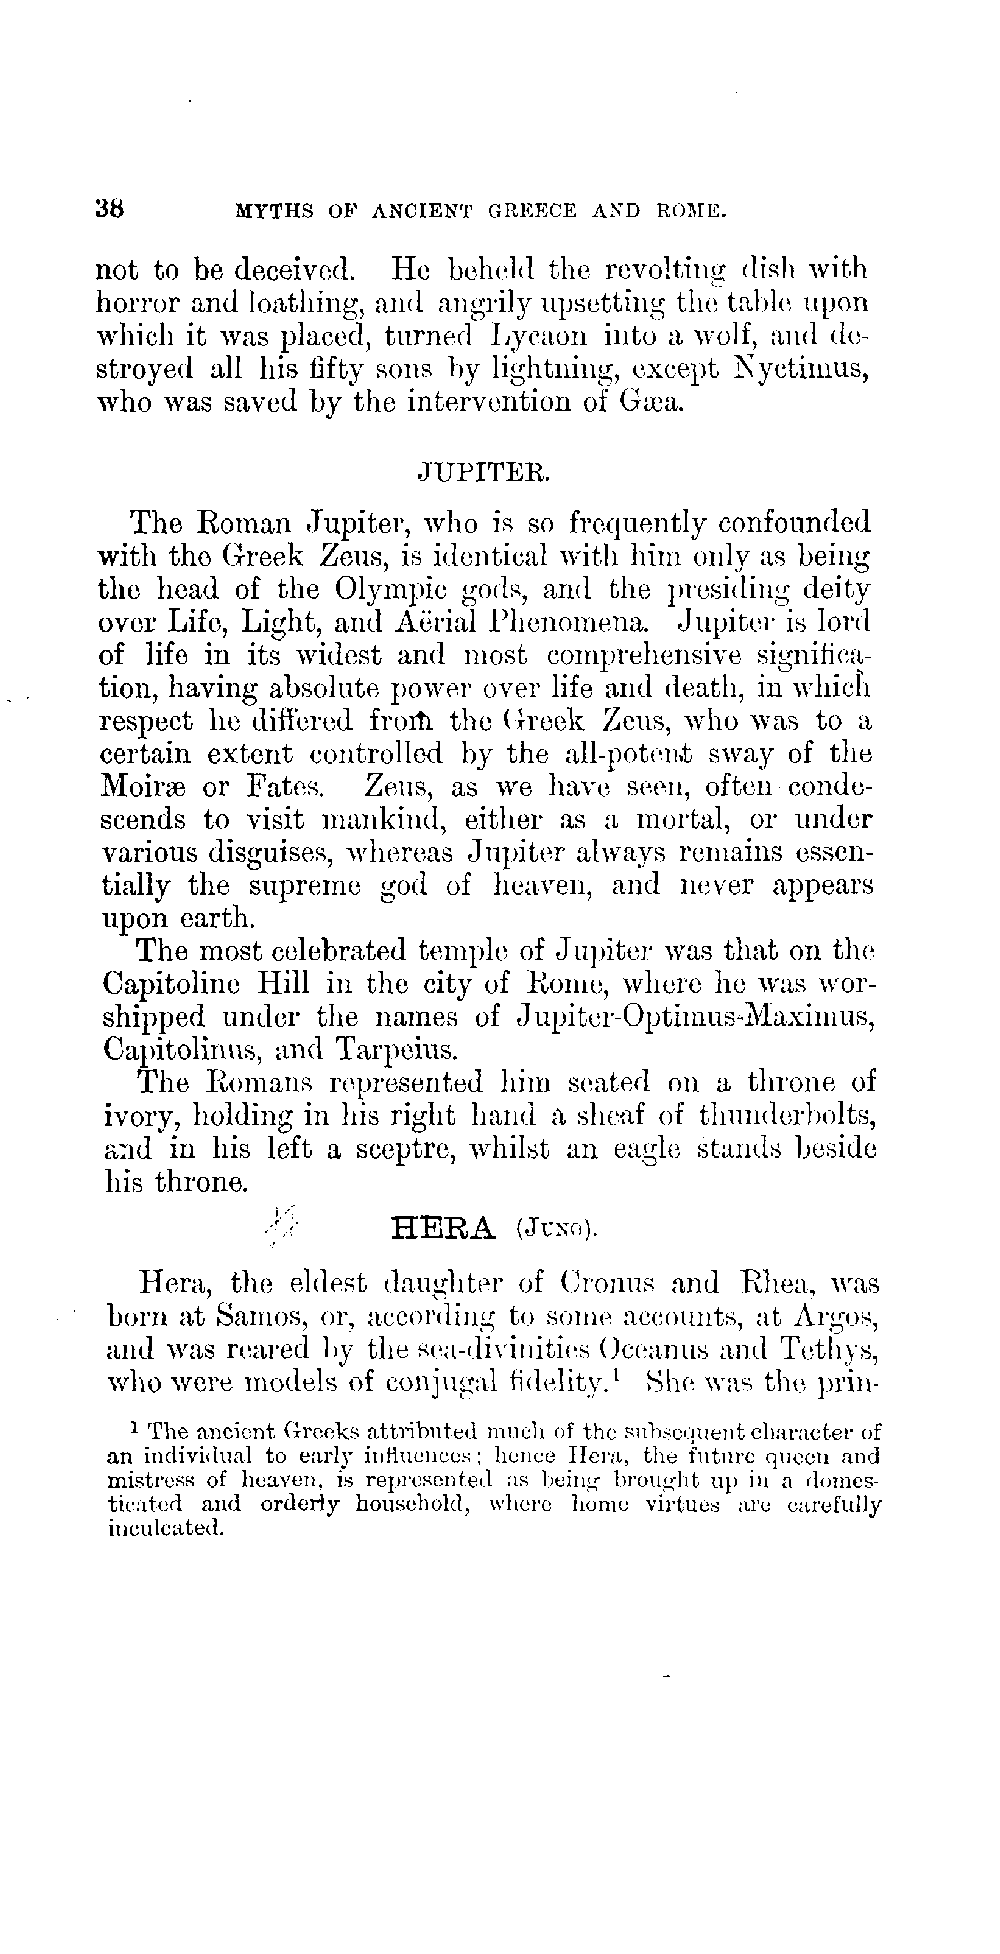 38 MYTHS OF ANCIENT GREECE AND ROME.
not to be deceived. He beheld the revolting dish with
horror and loathing, and angrily upsetting the table upon
which it was placed, turned Lycaon into a wolf, and de-
stroyed all his fifty sons by lightning, except Nyctimus,
who was saved by the intervention of Gæa.
JUPITER.
The Roman Jupiter, who is so frequently confounded
with the Greek Zeus, is identical with him only as being
the head of the Olympic gods, and the presiding deity
over Life, Light, and Aërial Phenomena. Jupiter is lord
of life in its widest and most comprehensive significa-
tion, having absolute power over life and death, in which
respect he differed from the Greek Zeus, who was to a
certain extent controlled by the all-potent sway of the
Moiræ or Fates. Zeus, as we have seen, often conde-
scends to visit mankind, either as a mortal, or under
various disguises, whereas Jupiter always remains essen-
tially the supreme god of heaven, and never appears
upon earth.
The most celebrated temple of Jupiter was that on the
Capitoline Hill in the city of Rome, where he was wor-
shipped under the names of Jupiter-Optimus-Maximus,
Capitolinus, and Tarpeius.
The Romans represented him seated on a throne of
ivory, holding in his right hand a sheaf of thunderbolts,
and in his left a sceptre, whilst an eagle stands beside
his throne.
HERA (JUNO).
Hera, the eldest daughter of Cronus and Rhea, was
born at Samos, or, according to some accounts, at Argos,
and was reared by the sea-divinities Oceanus and Tethys,
who were models of conjugal fidelity.¹ She was the prin-
¹ The ancient Greeks attributed much of the subsequent character of
an individual to early influences; hence Hera, the future queen and
mistress of heaven, is represented as being brought up in a domes-
ticated and orderly household, where home virtues are carefully
inculcated.